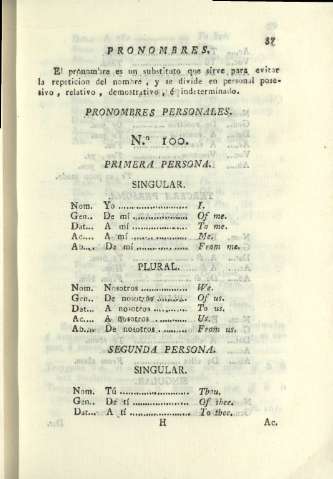 87
PRONOMBRES.
El pronombre es un substituto que sirve para evitar
la repeticion del nombre, y se divide en personal pose-
sivo, relativo, demostrativo, é indeterminado.
PRONOMBRES PERSONALES.
N.º 100.
PRIMERA PERSONA.
SINGULAR.
Nom. Yo ........................ I.
Gen.. De mí ........................ Of me.
Dat... A mí ........................ To me.
Ac.... A mí ........................ Me.
Ab.... De mí ........................ From me.
PLURAL.
Nom. Nosotros .................. We.
Gen.. De nosotros ............. Of us.
Dat... A nosotros ............... To us.
Ac.... A nosotros ............... Us.
Ab.... De nosotros ............. From us.
SEGUNDA PERSONA.
SINGULAR.
Nom. Tú ........................ Thou.
Gen.. De tí ........................ Of thee.
Dat... A tí ........................ To thee.
H Ac.